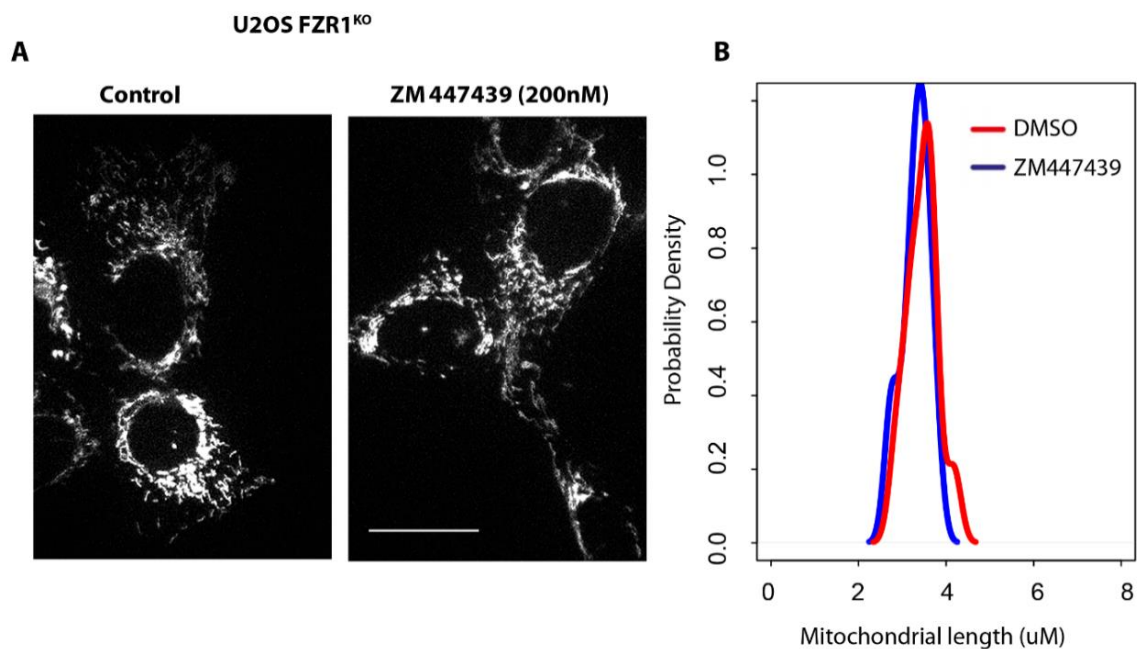 U2OS FZR1ᴷᴼ
A
B
Control
ZM 447439 (200nM)
DMSO
ZM447439
Probability Density
0.0
0.2
0.4
0.6
0.8
1.0
0 2 4 6 8
Mitochondrial length (uM)